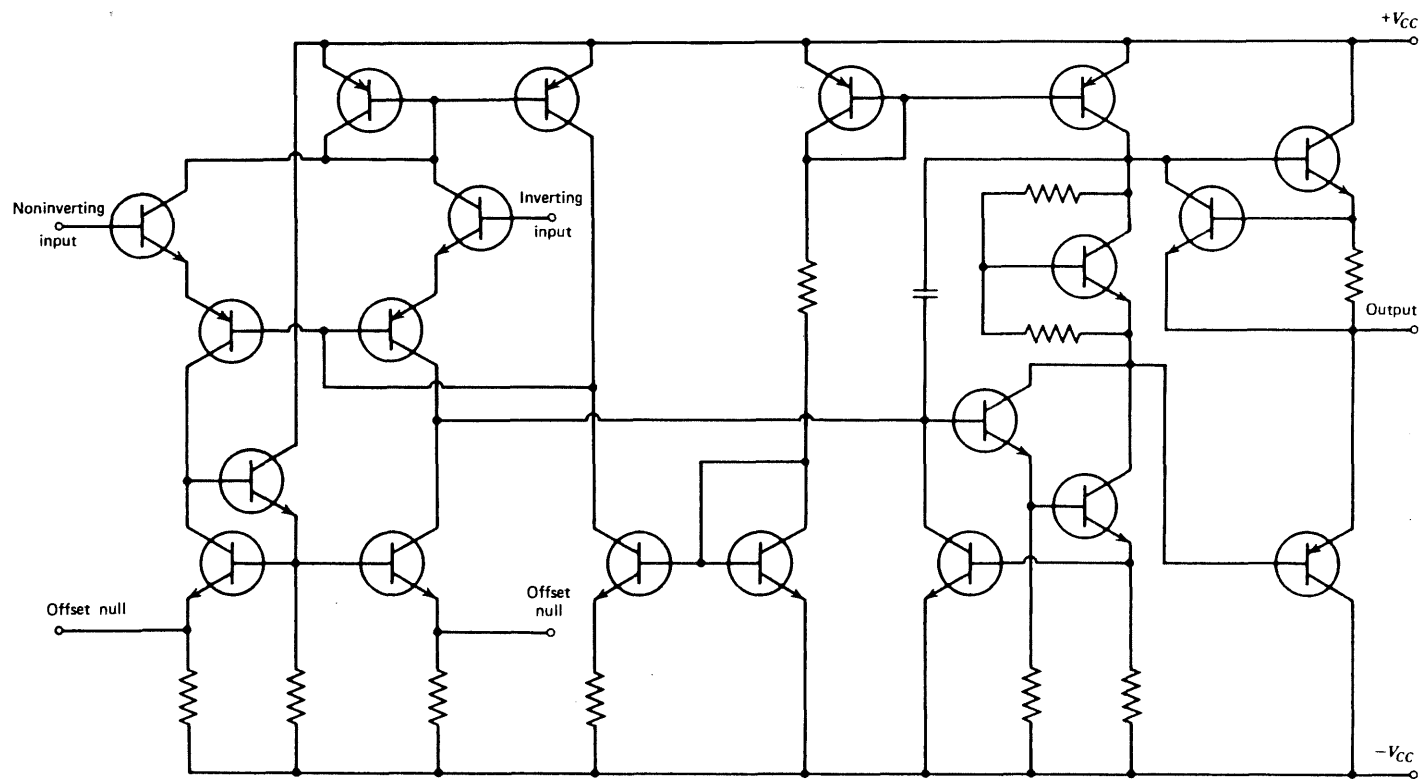 +VCC
Noninverting
input
Inverting
input
Output
Offset null
Offset
null
−VCC